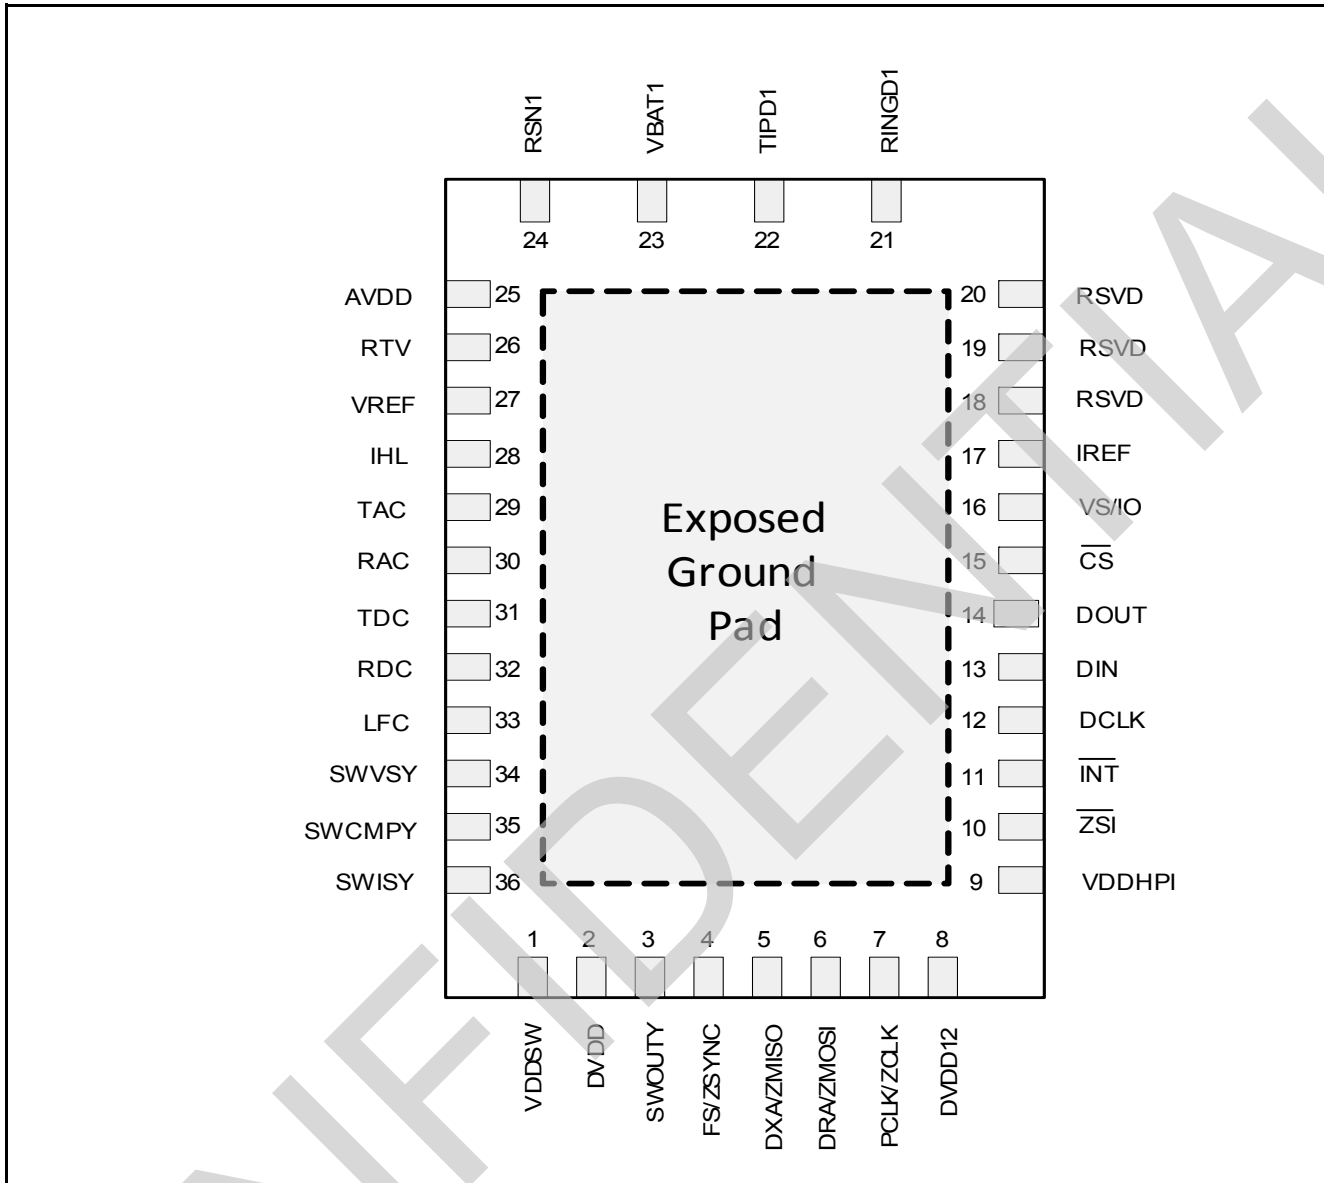 RSN1
VBAT1
TIPD1
RINGD1
24
23
22
21
AVDD 25
RTV 26
VREF 27
IHL 28
TAC 29
RAC 30
TDC 31
RDC 32
LFC 33
SWVSY 34
SWCMPY 35
SWISY 36
Exposed
Ground
Pad
20 RSVD
19 RSVD
18 RSVD
17 IREF
16 VS/IO
15 C̅S̅
14 DOUT
13 DIN
12 DCLK
11 I̅N̅T̅
10 Z̅S̅I̅
9 VDDHPI
1
2
3
4
5
6
7
8
VDDSW
DVDD
SWOUTY
FS/ZSYNC
DXA/ZMISO
DRA/ZMOSI
PCLK/ZCLK
DVDD12
NFIDENTIAL